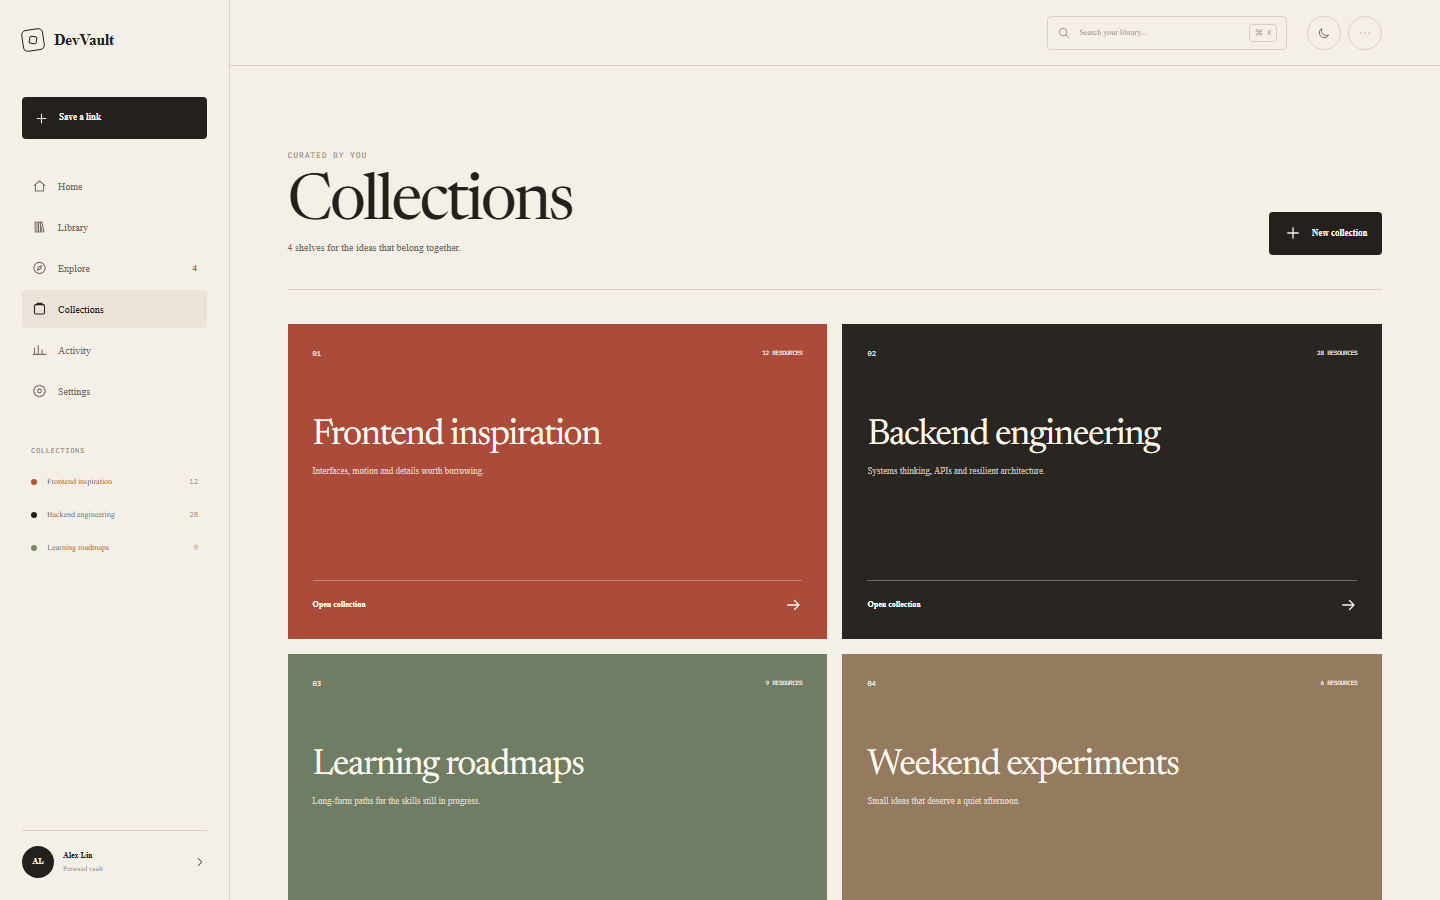 DevVault
Save a link
Home
Library
Explore 4
Collections
Activity
Settings
COLLECTIONS
Frontend inspiration 12
Backend engineering 28
Learning roadmaps 9
AL
Alex Lin
Personal vault
Search your library... ⌘ K
CURATED BY YOU
Collections
4 shelves for the ideas that belong together.
New collection
01 12 RESOURCES
Frontend inspiration
Interfaces, motion and details worth borrowing.
Open collection
02 28 RESOURCES
Backend engineering
Systems thinking, APIs and resilient architecture.
Open collection
03 9 RESOURCES
Learning roadmaps
Long-form paths for the skills still in progress.
04 6 RESOURCES
Weekend experiments
Small ideas that deserve a quiet afternoon.